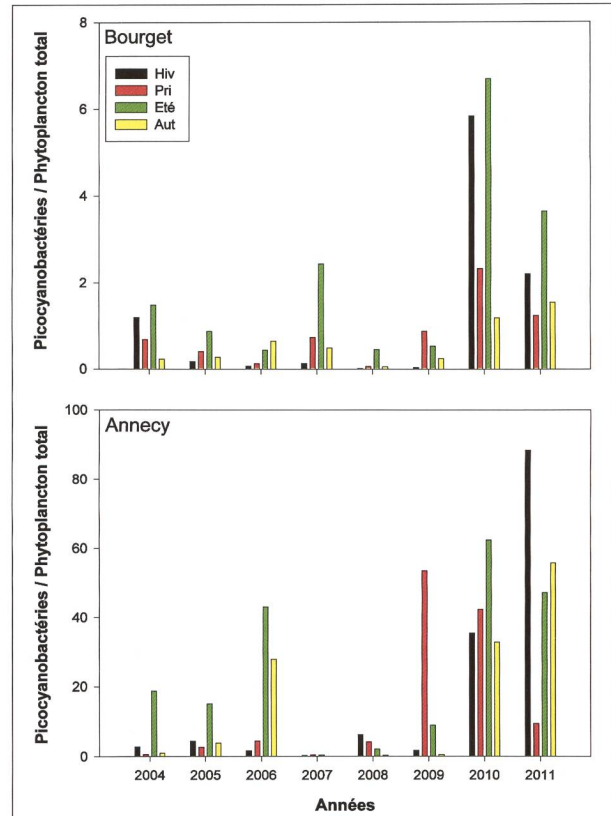 Bourget
Hiv
Pri
Eté
Aut
Picocyanobactéries / Phytoplancton total
8
6
4
2
0
Annecy
Picocyanobactéries / Phytoplancton total
100
80
60
40
20
0
2004 2005 2006 2007 2008 2009 2010 2011
Années